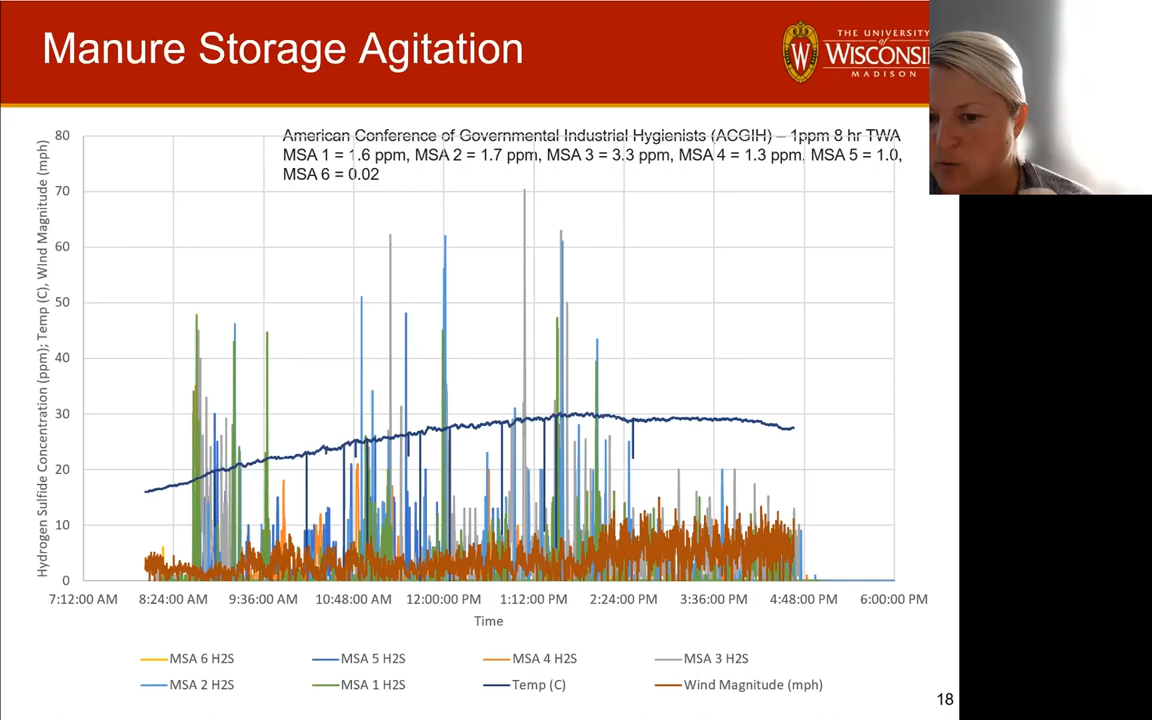 Manure Storage Agitation
THE UNIVERSITY
of
WISCONSI
MADISON
American Conference of Governmental Industrial Hygienists (ACGIH) – 1ppm 8 hr TWA
MSA 1 = 1.6 ppm, MSA 2 = 1.7 ppm, MSA 3 = 3.3 ppm, MSA 4 = 1.3 ppm, MSA 5 = 1.0,
MSA 6 = 0.02
Hydrogen Sulfide Concentration (ppm); Temp (C), WInd Magnitude (mph)
80
70
60
50
40
30
20
10
0
7:12:00 AM 8:24:00 AM 9:36:00 AM 10:48:00 AM 12:00:00 PM 1:12:00 PM 2:24:00 PM 3:36:00 PM 4:48:00 PM 6:00:00 PM
Time
MSA 6 H2S MSA 5 H2S MSA 4 H2S MSA 3 H2S
MSA 2 H2S MSA 1 H2S Temp (C) Wind Magnitude (mph)
18